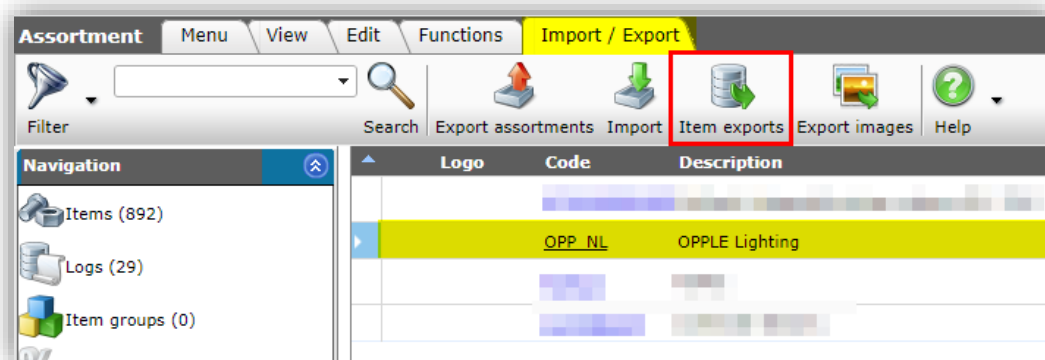 Assortment Menu View Edit Functions Import / Export
Filter Search Export assortments Import Item exports Export images Help
Navigation Logo Code Description
Items (892)
OPP_NL OPPLE Lighting
Logs (29)
Item groups (0)